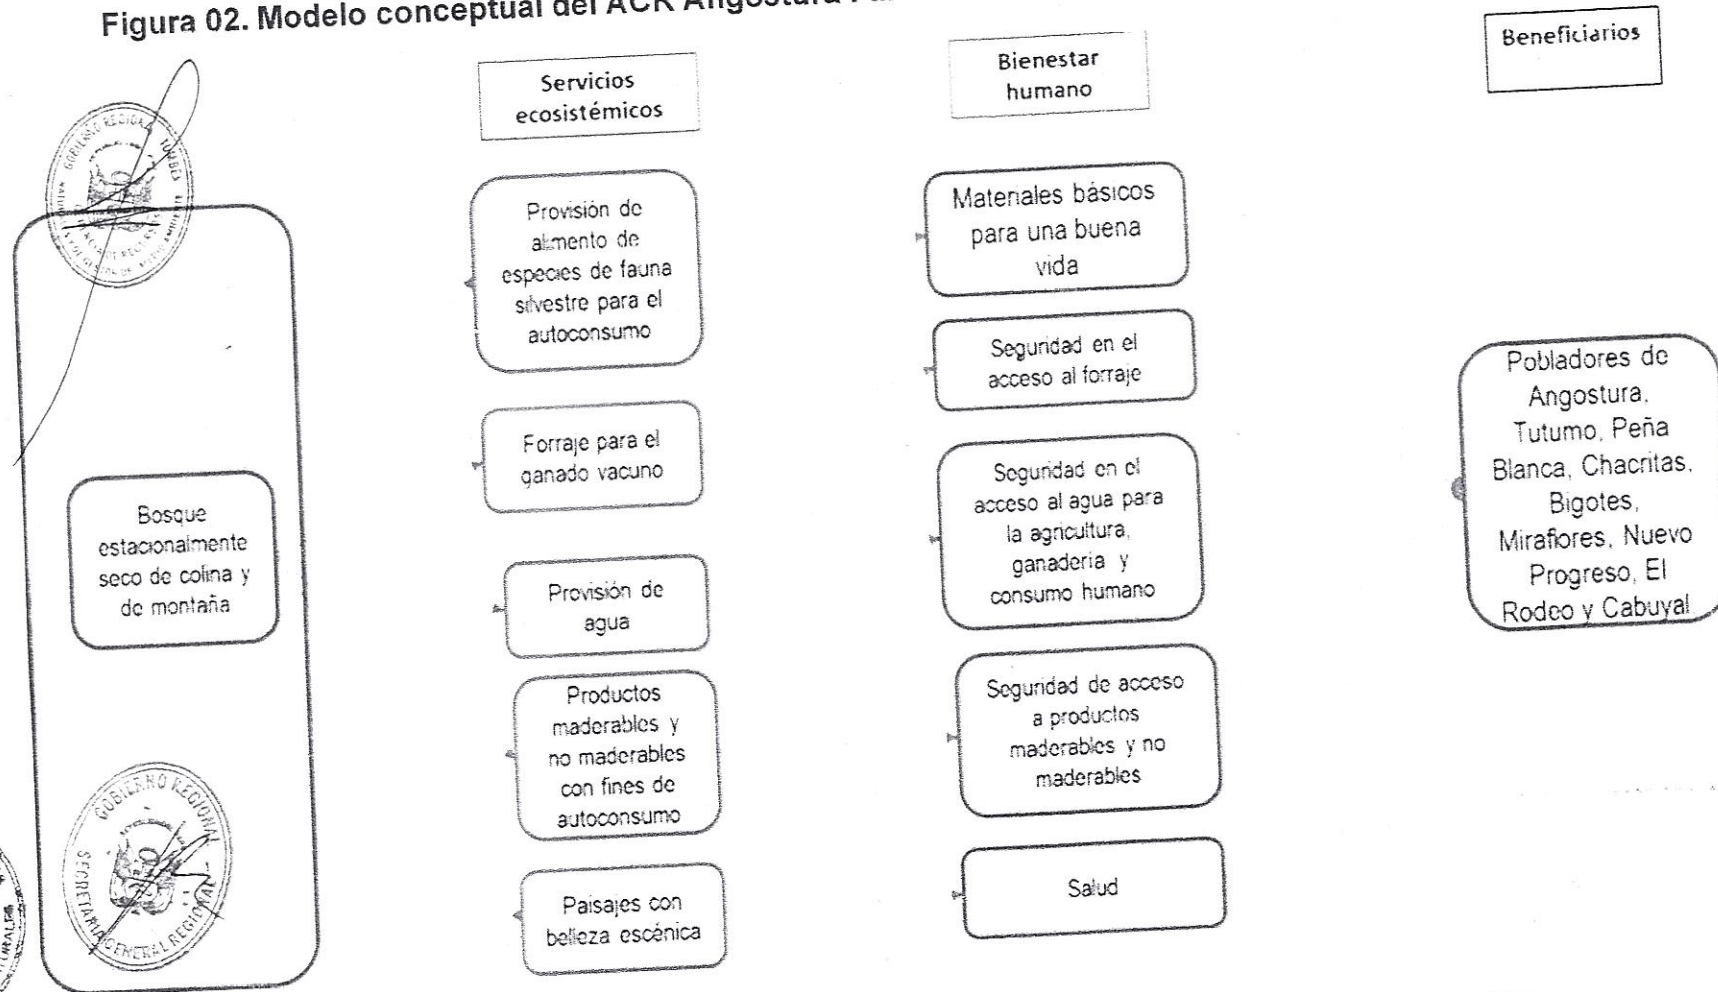 Figura 02. Modelo conceptual del ACR Angostura
Servicios
ecosistémicos
Bienestar
humano
Beneficiarios
Bosque
estacionalmente
seco de colina y
de montaña
Provisión de
alimento de
especies de fauna
silvestre para el
autoconsumo
Forraje para el
ganado vacuno
Provisión de
agua
Productos
maderables y
no maderables
con fines de
autoconsumo
Paisajes con
belleza escénica
Materiales básicos
para una buena
vida
Seguridad en el
acceso al forraje
Seguridad en el
acceso al agua para
la agricultura,
ganaderia y
consumo humano
Seguridad de acceso
a productos
maderables y no
maderables
Salud
Pobladores de
Angostura,
Tutumo, Peña
Blanca, Chacritas,
Bigotes,
Miraflores, Nuevo
Progreso, El
Rodeo y Cabuyal
GOBIERNO REGIONAL TUMBES
GOBIERNO REGIONAL
SECRETARIA GENERAL REGIONAL